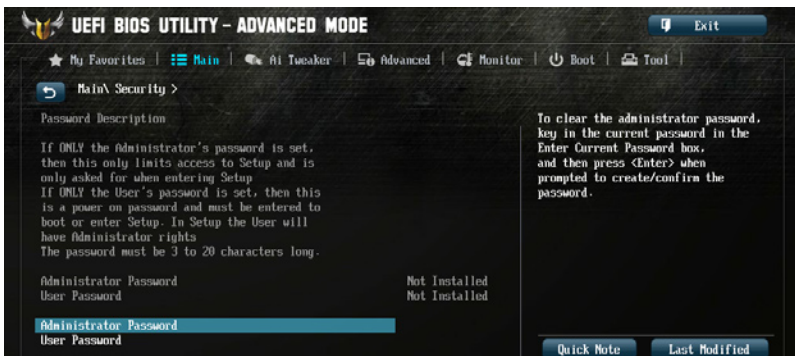 UEFI BIOS UTILITY – ADVANCED MODE
Exit
My Favorites | Main | Ai Tweaker | Advanced | Monitor | Boot | Tool |
Main\ Security >
Password Description
If ONLY the Administrator's password is set,
then this only limits access to Setup and is
only asked for when entering Setup
If ONLY the User's password is set, then this
is a power on password and must be entered to
boot or enter Setup. In Setup the User will
have Administrator rights
The password must be 3 to 20 characters long.
Administrator Password Not Installed
User Password Not Installed
Administrator Password
User Password
To clear the administrator password,
key in the current password in the
Enter Current Password box,
and then press <Enter> when
prompted to create/confirm the
password.
Quick Note
Last Modified